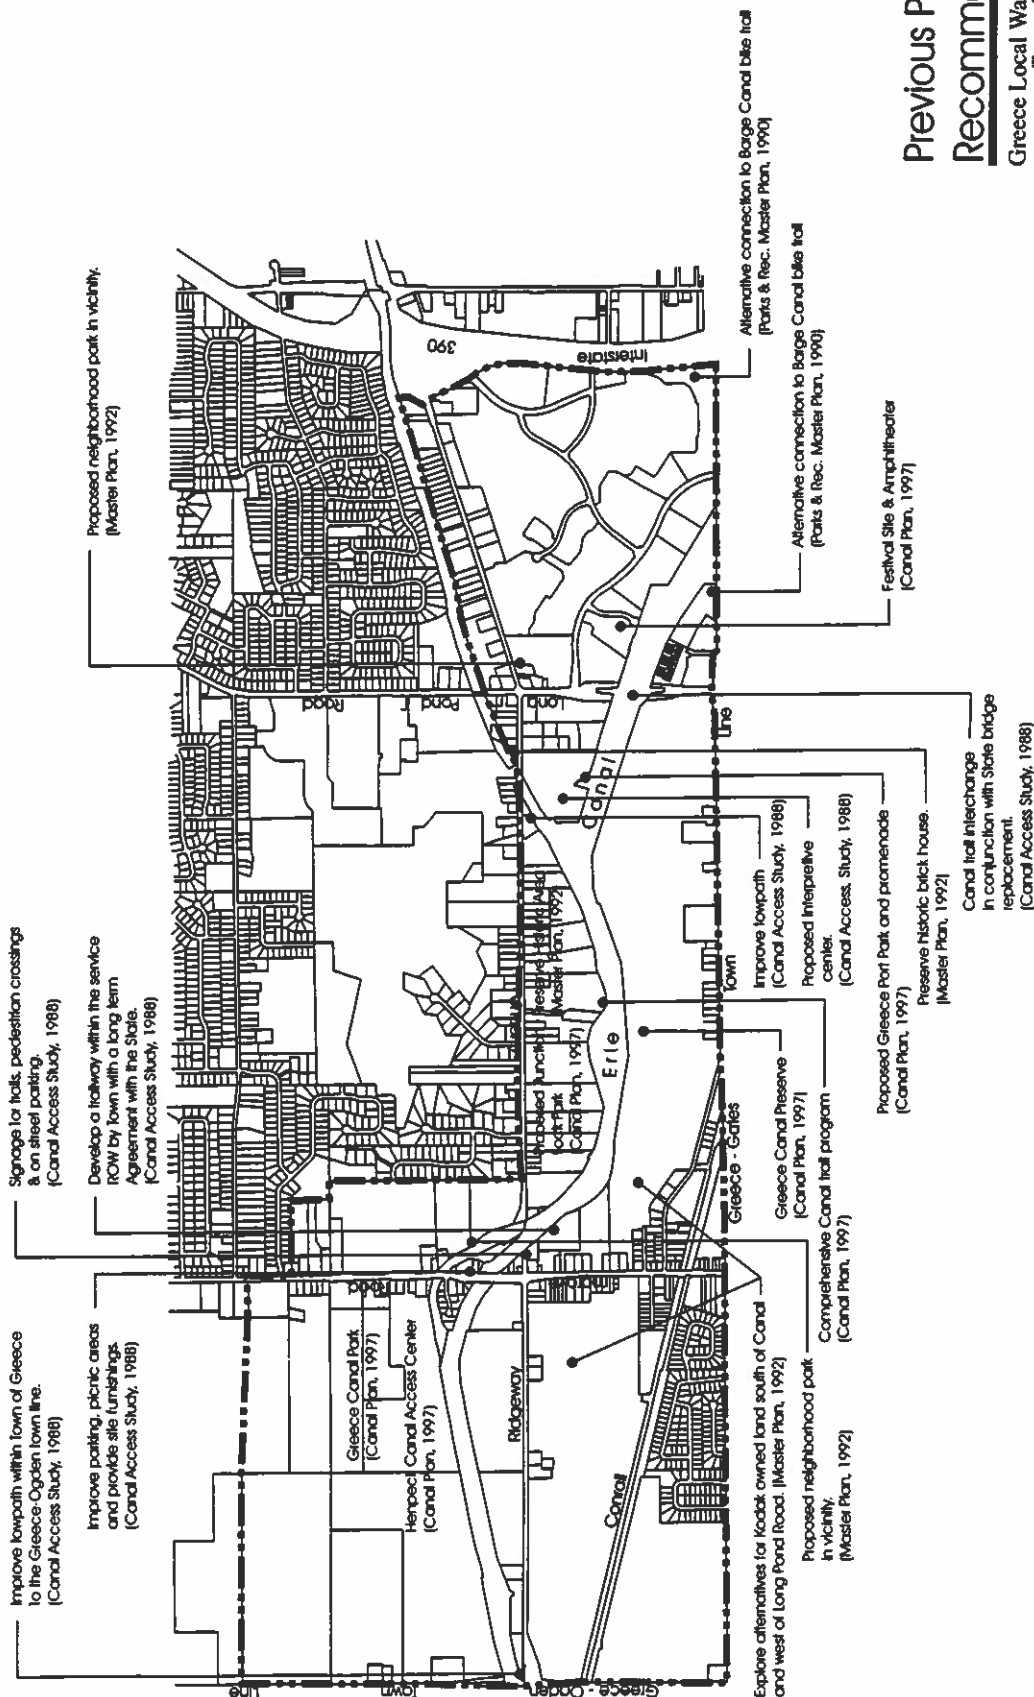 Improve towpath within Town of Greece
to the Greece-Ogden town line.
(Canal Access Study, 1988)
Signage for trails, pedestrian crossings
& on street parking.
(Canal Access Study, 1988)
Improve parking, picnic areas
and provide site furnishings.
(Canal Access Study, 1988)
Develop a trailway within the service
ROW by Town with a long term
Agreement with the State.
(Canal Access Study, 1988)
Proposed neighborhood park in vicinity.
(Master Plan, 1992)
Greece Canal Park
(Canal Plan, 1997)
Henpeck Canal Access Center
(Canal Plan, 1997)
Road
Ridgeway
Conrail
Line
Town
Greece - Ogden
Preserve Historic Area
(Master Plan, 1992)
Junction
Lock Park
(Canal Plan, 1997)
Erie
Canal
Long
Pond
Road
390
Interstate
Greece - Gates
Town
Line
Explore alternatives for Kodak owned land south of Canal
and west of Long Pond Road. (Master Plan, 1992)
Proposed neighborhood park
in vicinity.
(Master Plan, 1992)
Greece Canal Preserve
(Canal Plan, 1997)
Comprehensive Canal trail program
(Canal Plan, 1997)
Improve towpath
(Canal Access Study, 1988)
Proposed interpretive
center.
(Canal Access, Study, 1988)
Proposed Greece Port Park and promenade
(Canal Plan, 1997)
Preserve historic brick house.
(Master Plan, 1992)
Canal trail interchange
in conjunction with State bridge
replacement.
(Canal Access Study, 1988)
Festival Site & Amphitheater
(Canal Plan, 1997)
Alternative connection to Barge Canal bike trail
(Parks & Rec. Master Plan, 1990)
Alternative connection to Barge Canal bike trail
(Parks & Rec. Master Plan, 1990)
Previous P
Recomm
Greece Local Wa